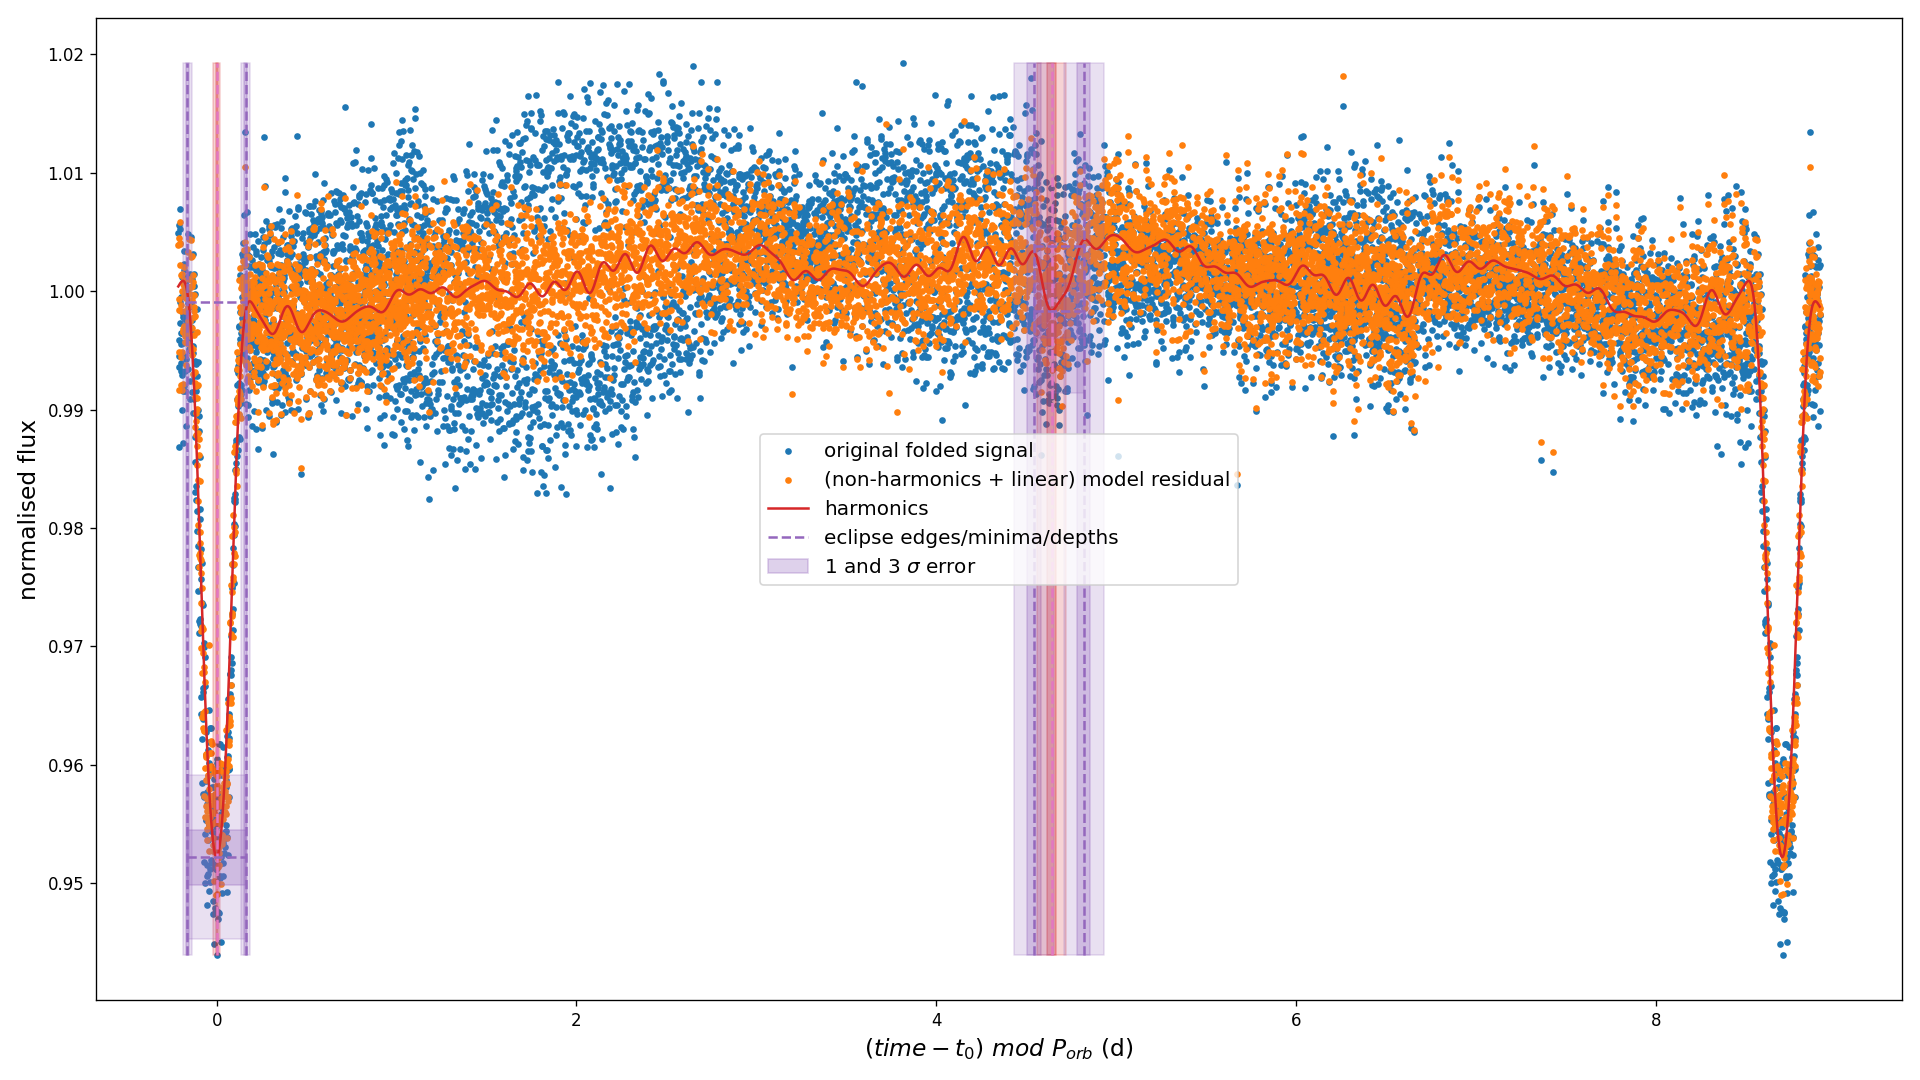 1.02
1.01
1.00
0.99
0.98
0.97
0.96
0.95
normalised flux
original folded signal
(non-harmonics + linear) model residual
harmonics
eclipse edges/minima/depths
1 and 3 σ error
0 2 4 6 8
(time − t₀) mod Pₒᵣb (d)